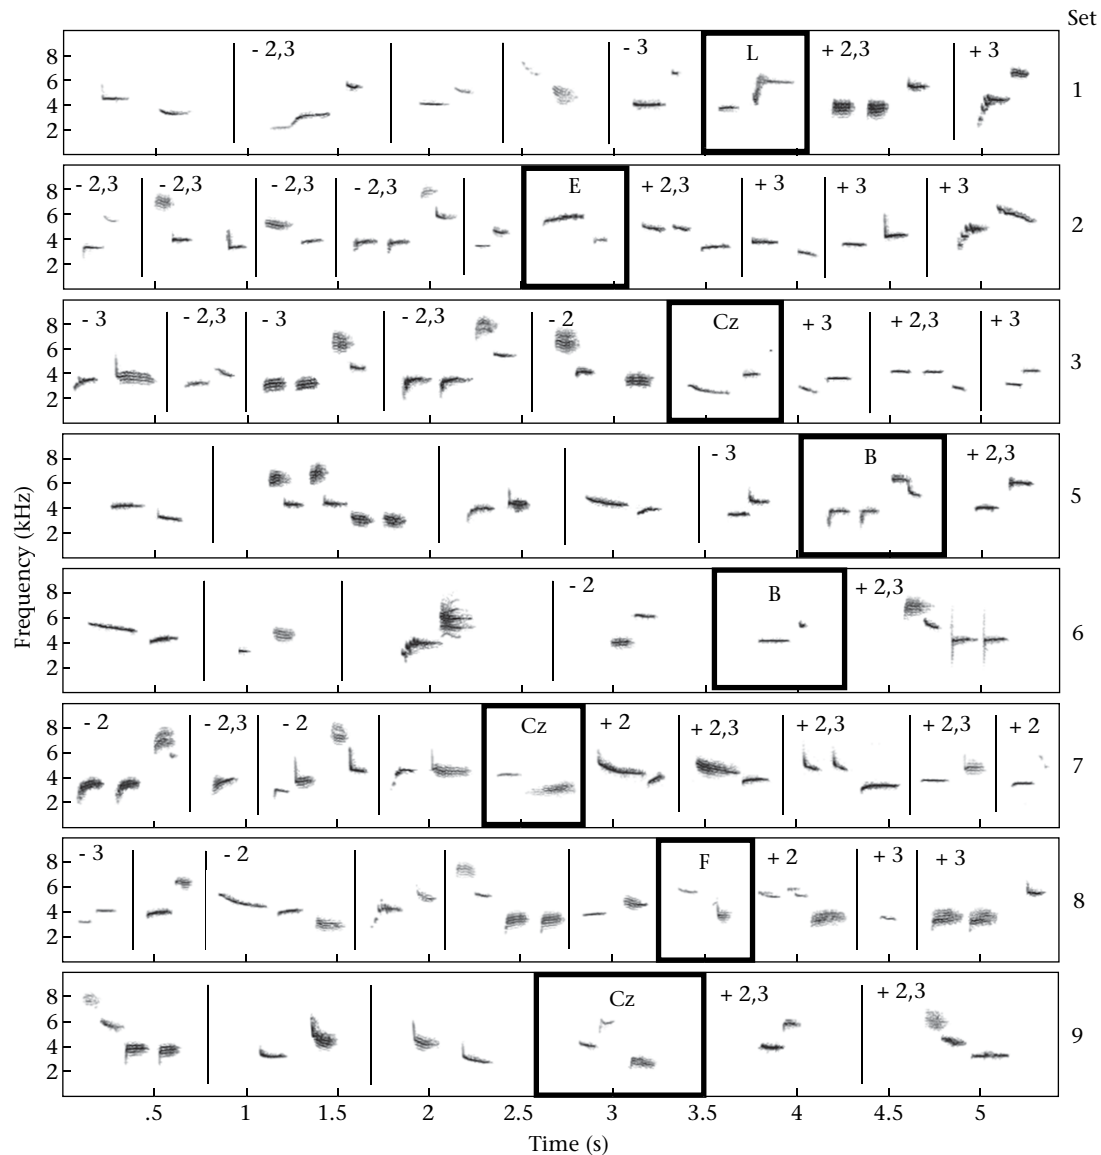 Set
8 6 4 2
- 2,3 - 3 L + 2,3 + 3
1
8 6 4 2
- 2,3 - 2,3 - 2,3 - 2,3 E + 2,3 + 3 + 3 + 3
2
8 6 4 2
- 3 - 2,3 - 3 - 2,3 - 2 Cz + 3 + 2,3 + 3
3
8 6 4 2
- 3 B + 2,3
5
Frequency (kHz)
8 6 4 2
- 2 B + 2,3
6
8 6 4 2
- 2 - 2,3 - 2 Cz + 2 + 2,3 + 2,3 + 2,3 + 2
7
8 6 4 2
- 3 - 2 F + 2 + 3 + 3
8
8 6 4 2
Cz + 2,3 + 2,3
9
.5 1 1.5 2 2.5 3 3.5 4 4.5 5
Time (s)